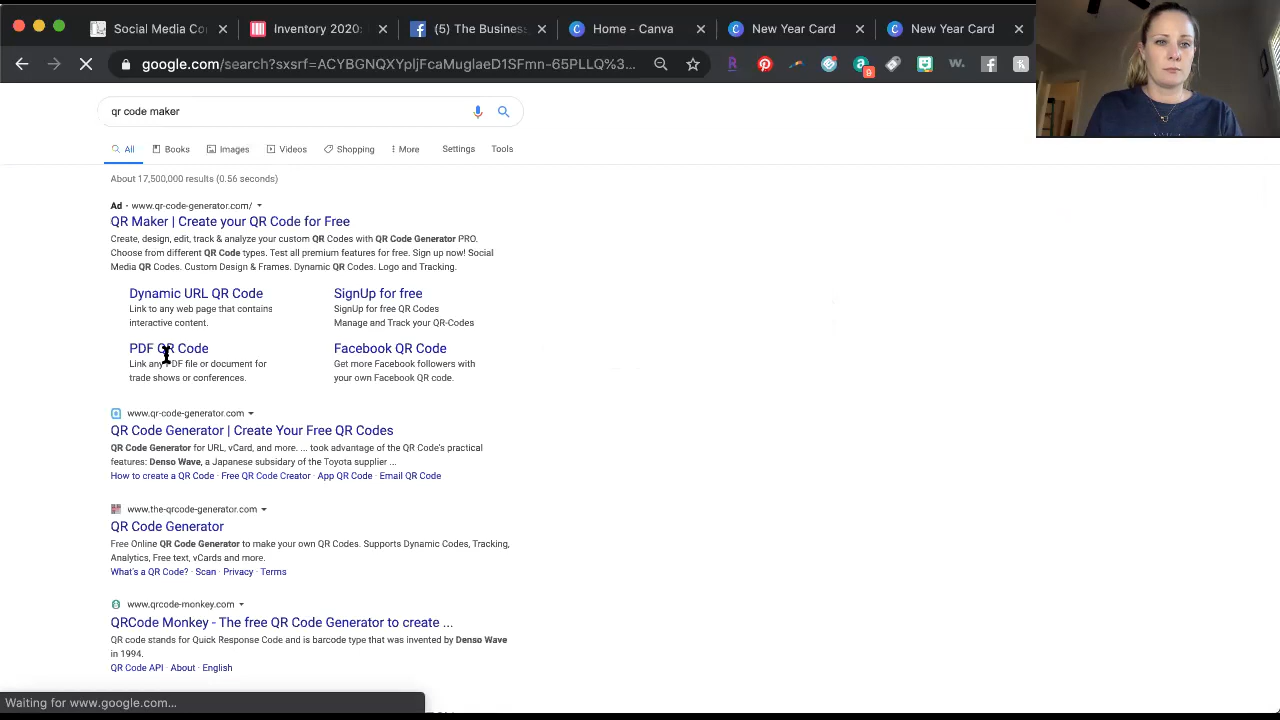 Social Media Co
Inventory 2020:
(5) The Busines
Home - Canva
New Year Card
New Year Card
google.com/search?sxsrf=ACYBGNQXYpljFcaMuglaeD1SFmn-65PLLQ%3...
qr code maker
All
Books
Images
Videos
Shopping
More
Settings
Tools
About 17,500,000 results (0.56 seconds)
Ad · www.qr-code-generator.com/
QR Maker | Create your QR Code for Free
Create, design, edit, track & analyze your custom QR Codes with QR Code Generator PRO.
Choose from different QR Code types. Test all premium features for free. Sign up now! Social
Media QR Codes. Custom Design & Frames. Dynamic QR Codes. Logo and Tracking.
Dynamic URL QR Code
Link to any web page that contains
interactive content.
SignUp for free
SignUp for free QR Codes
Manage and Track your QR-Codes
PDF QR Code
Link any PDF file or document for
trade shows or conferences.
Facebook QR Code
Get more Facebook followers with
your own Facebook QR code.
www.qr-code-generator.com
QR Code Generator | Create Your Free QR Codes
QR Code Generator for URL, vCard, and more. ... took advantage of the QR Code's practical
features: Denso Wave, a Japanese subsidary of the Toyota supplier ...
How to create a QR Code · Free QR Code Creator · App QR Code · Email QR Code
www.the-qrcode-generator.com
QR Code Generator
Free Online QR Code Generator to make your own QR Codes. Supports Dynamic Codes, Tracking,
Analytics, Free text, vCards and more.
What's a QR Code? · Scan · Privacy · Terms
www.qrcode-monkey.com
QRCode Monkey - The free QR Code Generator to create ...
QR code stands for Quick Response Code and is barcode type that was invented by Denso Wave
in 1994.
QR Code API · About · English
Waiting for www.google.com...